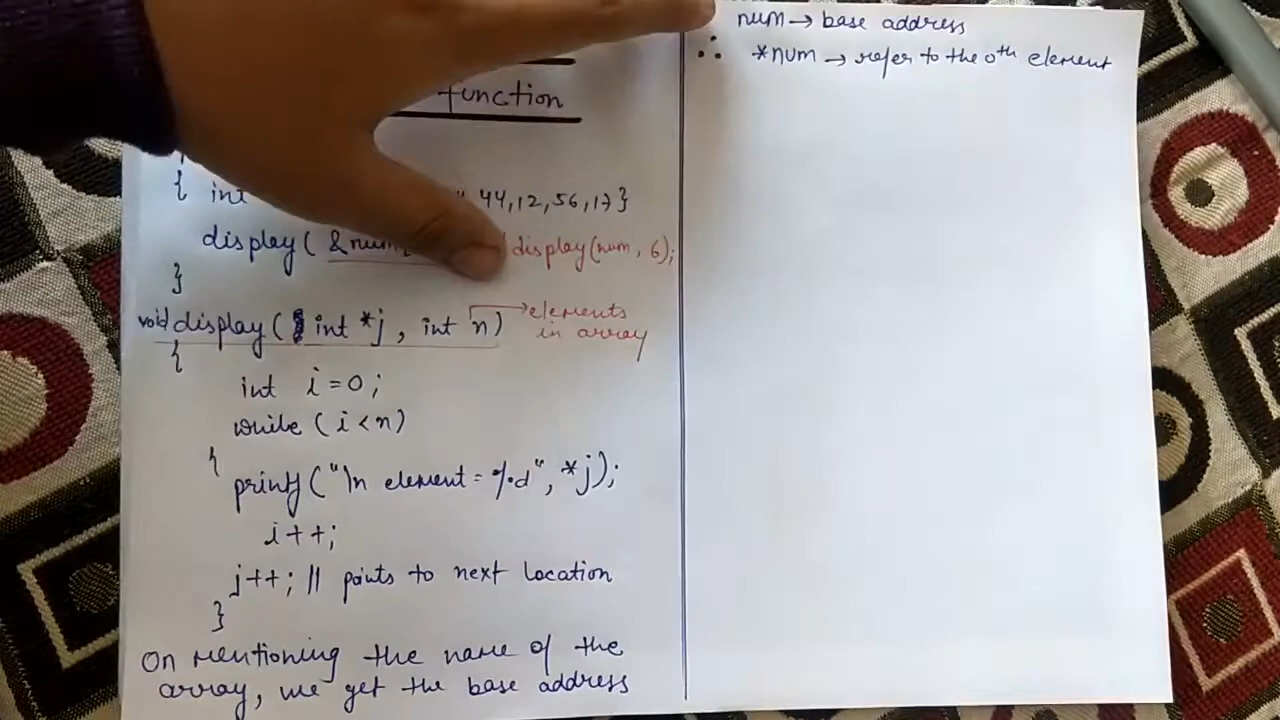 function
{ int 44, 12, 56, 17}
display( &num display(num, 6);
}
void display( int *j, int n) → elements
in array
{
int i = 0;
while (i < n)
{ printf("\n element = %d", *j);
i++;
j++; // points to next location
}
On mentioning the name of the
array, we get the base address
num → base address
∴ *num → refer to the 0th element